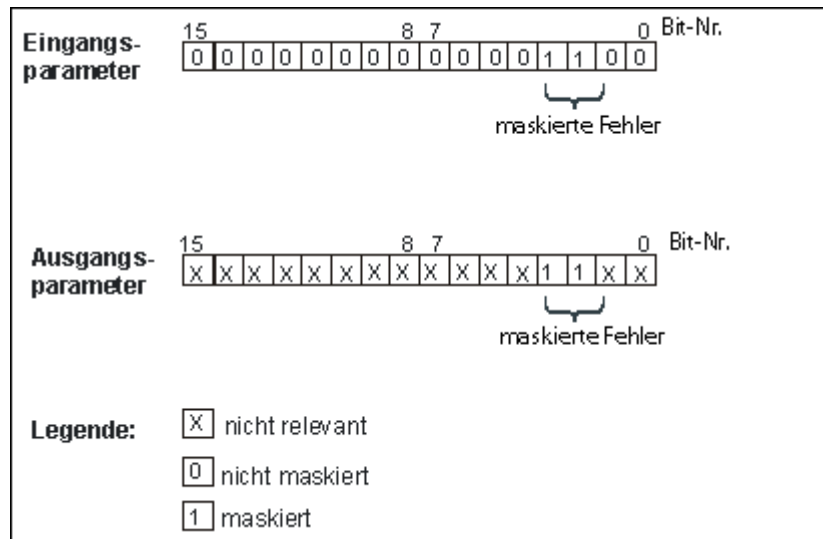 15 8 7 0 Bit-Nr.
Eingangs-
parameter
0 0 0 0 0 0 0 0 0 0 0 0 1 1 0 0
maskierte Fehler
15 8 7 0 Bit-Nr.
Ausgangs-
parameter
X X X X X X X X X X X X 1 1 X X
maskierte Fehler
Legende:
X nicht relevant
0 nicht maskiert
1 maskiert